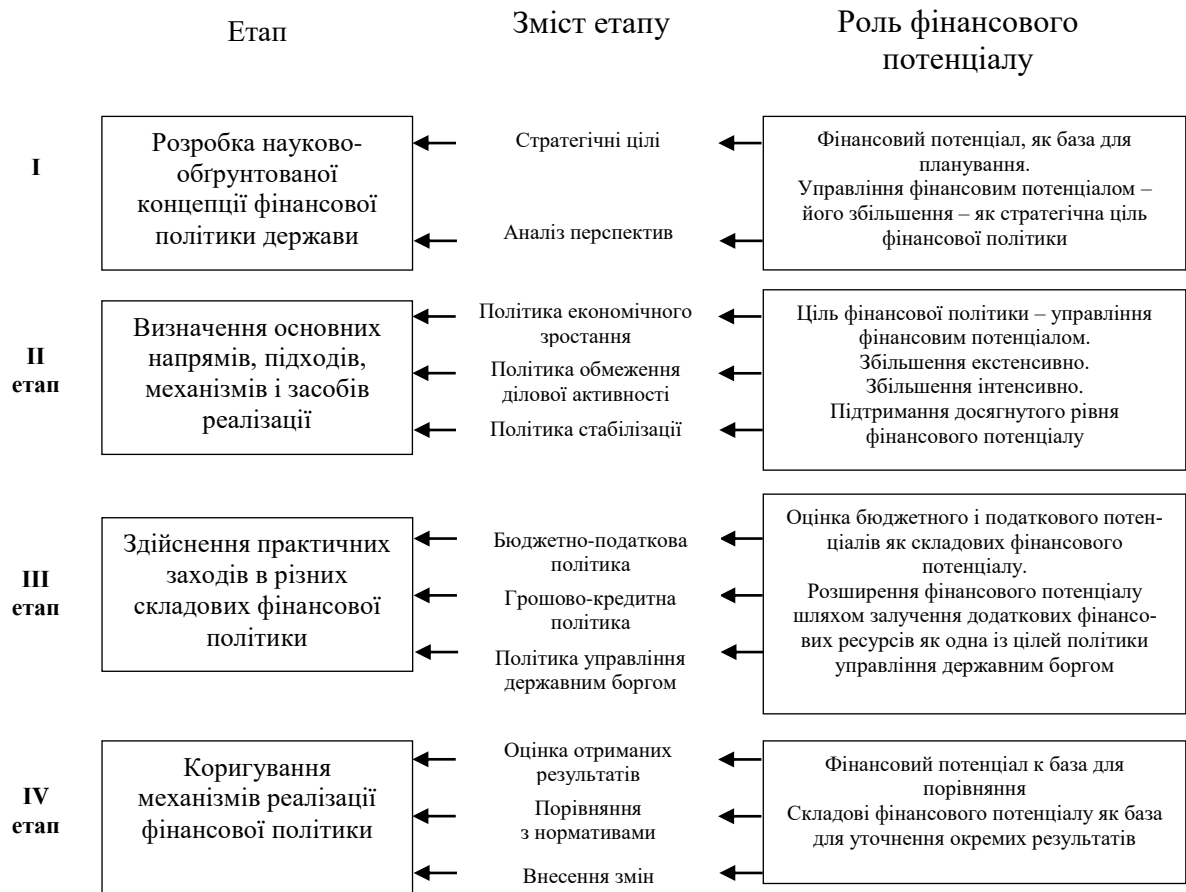 Етап
Зміст етапу
Роль фінансового
потенціалу
I
Розробка науково-
обґрунтованої
концепції фінансової
політики держави
Стратегічні цілі
Аналіз перспектив
Фінансовий потенціал, як база для
планування.
Управління фінансовим потенціалом –
його збільшення – як стратегічна ціль
фінансової політики
II
етап
Визначення основних
напрямів, підходів,
механізмів і засобів
реалізації
Політика економічного
зростання
Політика обмеження
ділової активності
Політика стабілізації
Ціль фінансової політики – управління
фінансовим потенціалом.
Збільшення екстенсивно.
Збільшення інтенсивно.
Підтримання досягнутого рівня
фінансового потенціалу
III
етап
Здійснення практичних
заходів в різних
складових фінансової
політики
Бюджетно-податкова
політика
Грошово-кредитна
політика
Політика управління
державним боргом
Оцінка бюджетного і податкового потен-
ціалів як складових фінансового
потенціалу.
Розширення фінансового потенціалу
шляхом залучення додаткових фінансо-
вих ресурсів як одна із цілей політики
управління державним боргом
IV
етап
Коригування
механізмів реалізації
фінансової політики
Оцінка отриманих
результатів
Порівняння
з нормативами
Внесення змін
Фінансовий потенціал к база для
порівняння
Складові фінансового потенціалу як база
для уточнення окремих результатів